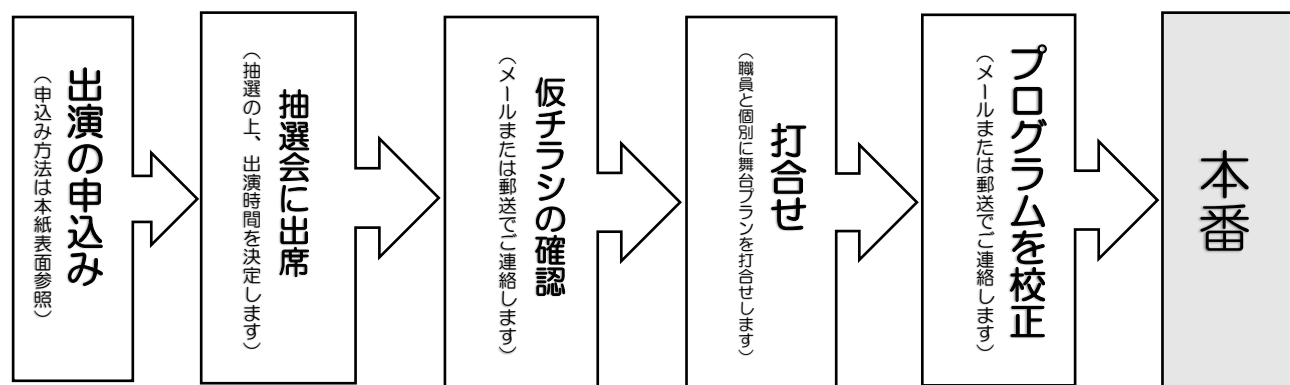 出演の申込み
（申込み方法は本紙表面参照）
抽選会に出席
（抽選の上、出演時間を決定します）
仮チラシの確認
（メールまたは郵送でご連絡します）
打合せ
（職員と個別に舞台プランを打合せします）
プログラムを校正
（メールまたは郵送でご連絡します）
本番